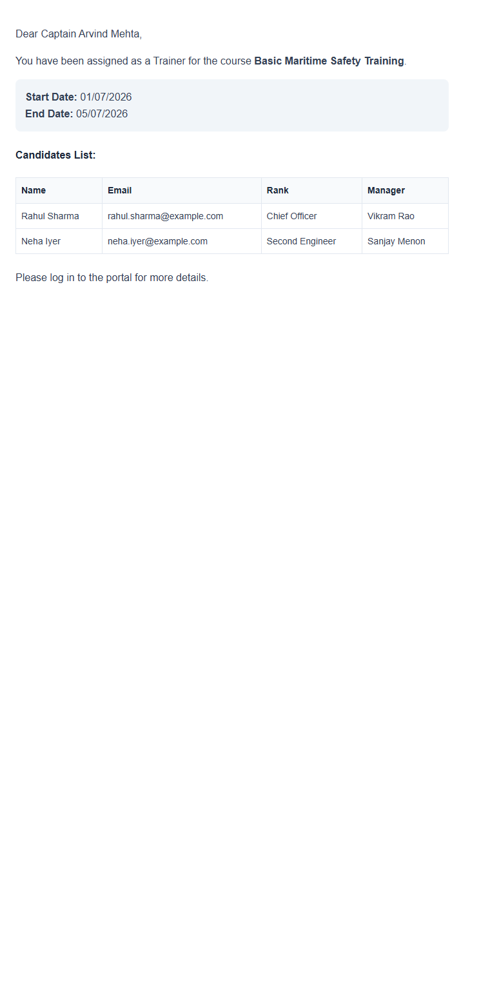 Dear Captain Arvind Mehta,
You have been assigned as a Trainer for the course Basic Maritime Safety Training.
Start Date: 01/07/2026
End Date: 05/07/2026
Candidates List:
Name Email Rank Manager
Rahul Sharma rahul.sharma@example.com Chief Officer Vikram Rao
Neha Iyer neha.iyer@example.com Second Engineer Sanjay Menon
Please log in to the portal for more details.